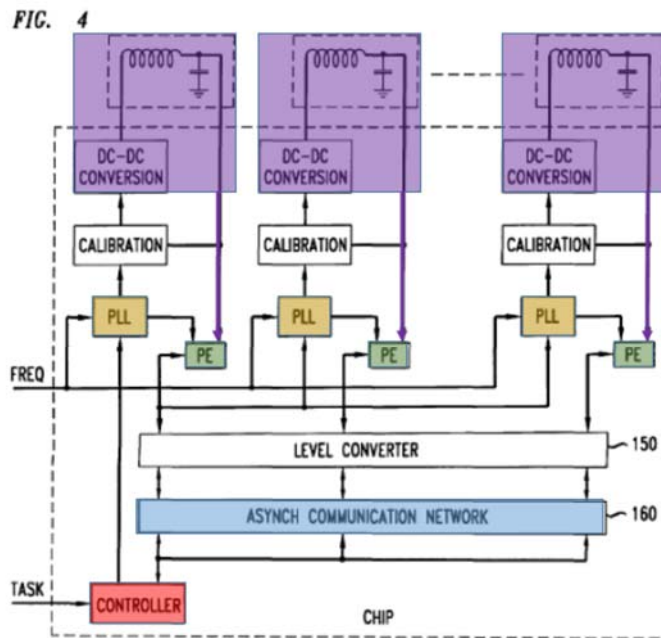 FIG. 4
DC-DC CONVERSION
DC-DC CONVERSION
DC-DC CONVERSION
CALIBRATION
CALIBRATION
CALIBRATION
PLL
PLL
PLL
PE
PE
PE
FREQ
LEVEL CONVERTER
150
ASYNCH COMMUNICATION NETWORK
160
TASK
CONTROLLER
CHIP